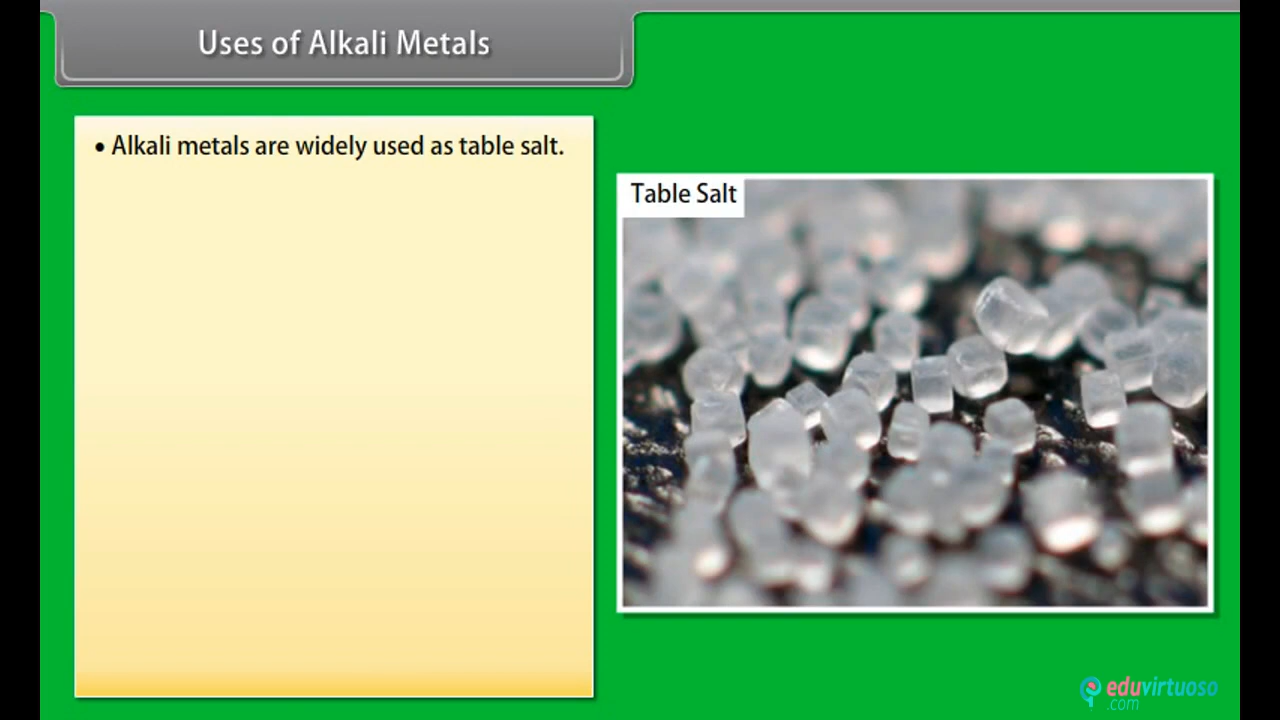 Uses of Alkali Metals
• Alkali metals are widely used as table salt.
Table Salt
eduvirtuoso
.com